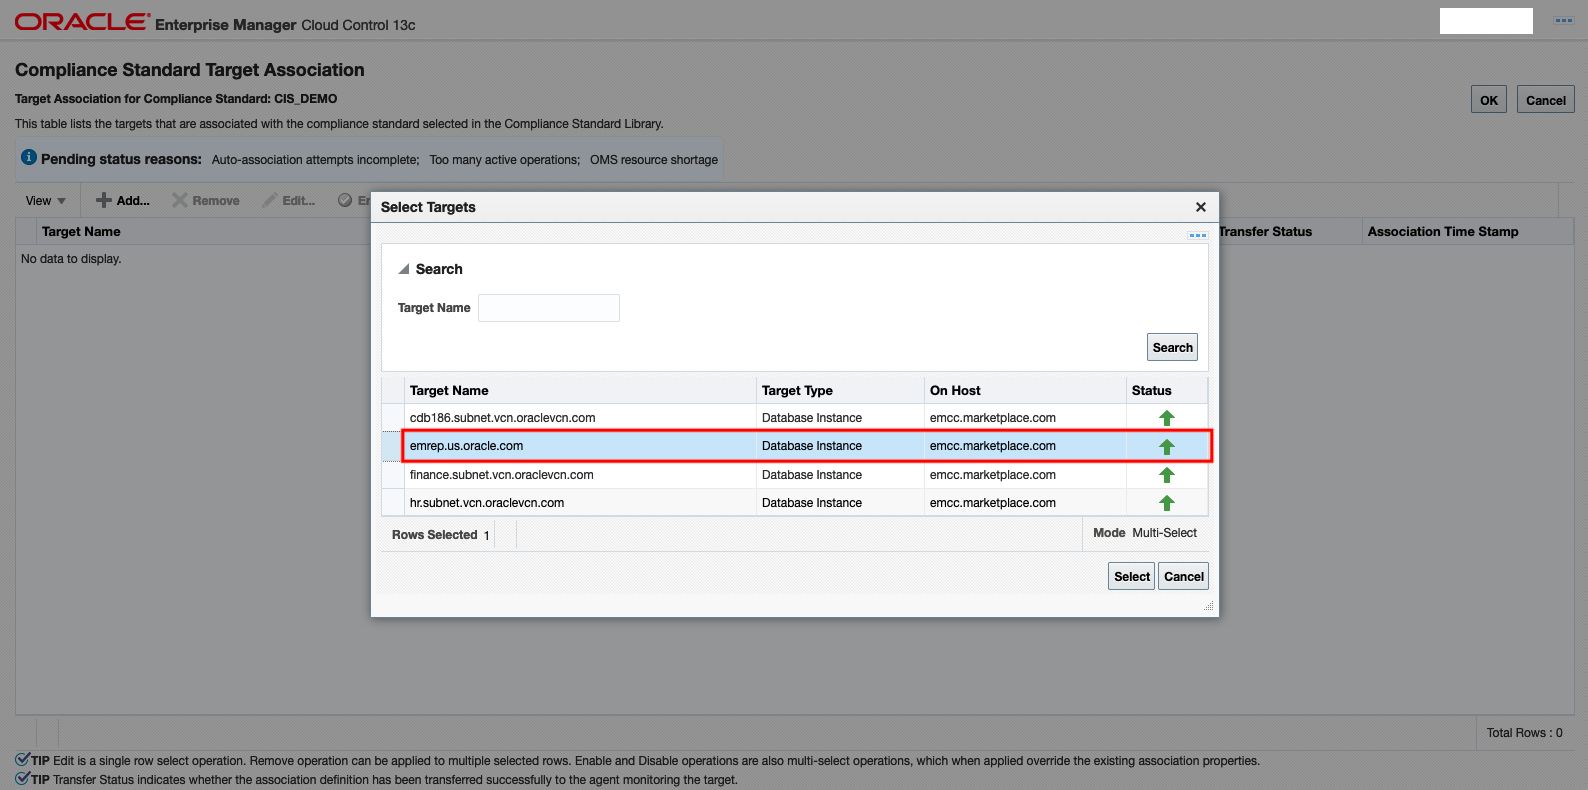 ORACLE Enterprise Manager Cloud Control 13c
Compliance Standard Target Association
Target Association for Compliance Standard: CIS_DEMO
OK Cancel
This table lists the targets that are associated with the compliance standard selected in the Compliance Standard Library.
Pending status reasons: Auto-association attempts incomplete; Too many active operations; OMS resource shortage
View Add... Remove Edit... En
Target Name Transfer Status Association Time Stamp
No data to display.
Select Targets
Search
Target Name
Search
Target Name Target Type On Host Status
cdb186.subnet.vcn.oraclevcn.com Database Instance emcc.marketplace.com
emrep.us.oracle.com Database Instance emcc.marketplace.com
finance.subnet.vcn.oraclevcn.com Database Instance emcc.marketplace.com
hr.subnet.vcn.oraclevcn.com Database Instance emcc.marketplace.com
Rows Selected 1 Mode Multi-Select
Select Cancel
Total Rows : 0
TIP Edit is a single row select operation. Remove operation can be applied to multiple selected rows. Enable and Disable operations are also multi-select operations, which when applied override the existing association properties.
TIP Transfer Status indicates whether the association definition has been transferred successfully to the agent monitoring the target.